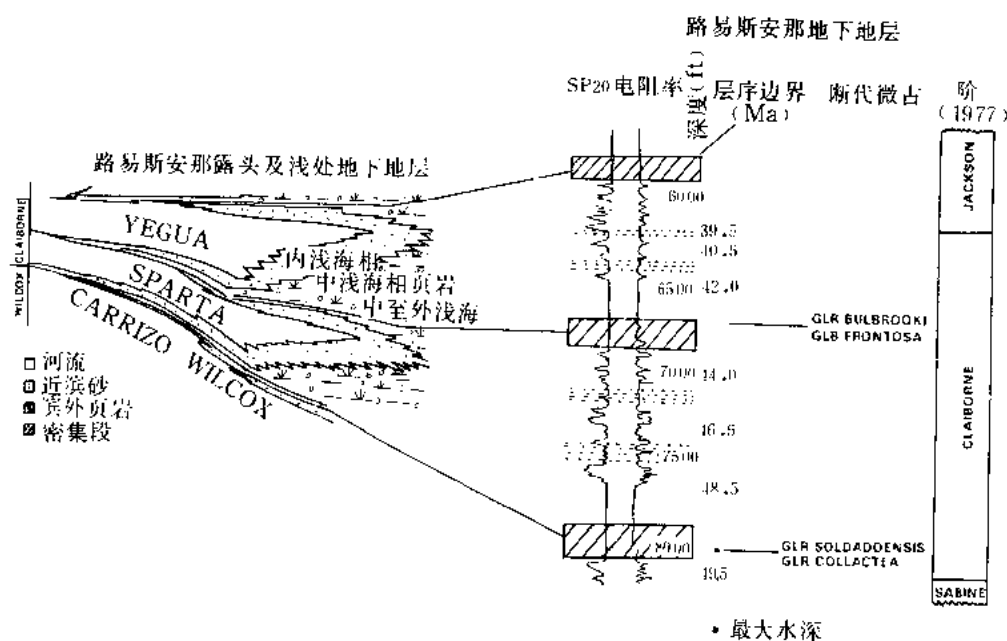 路易斯安那地下地层
SP20 电阻率
深度(ft)
层序边界
(Ma)
断代微占
阶
(1977)
路易斯安那露头及浅处地下地层
CLAIBORNE
WILCOX
YEGUA
SPARTA
CARRIZO WILCOX
内浅海相
中浅海相页岩
中至外浅海
□ 河流
近滨砂
宾外页岩
密集段
6000
39.5
40.5
6500
42.0
7000
44.0
46.5
7500
48.5
8000
49.5
GLR BULBROOKI
GLB FRONTOSA
GLR SOLDADOENSIS
GLR COLLACTEA
JACKSON
CLAIBORNE
SABINE
• 最大水深